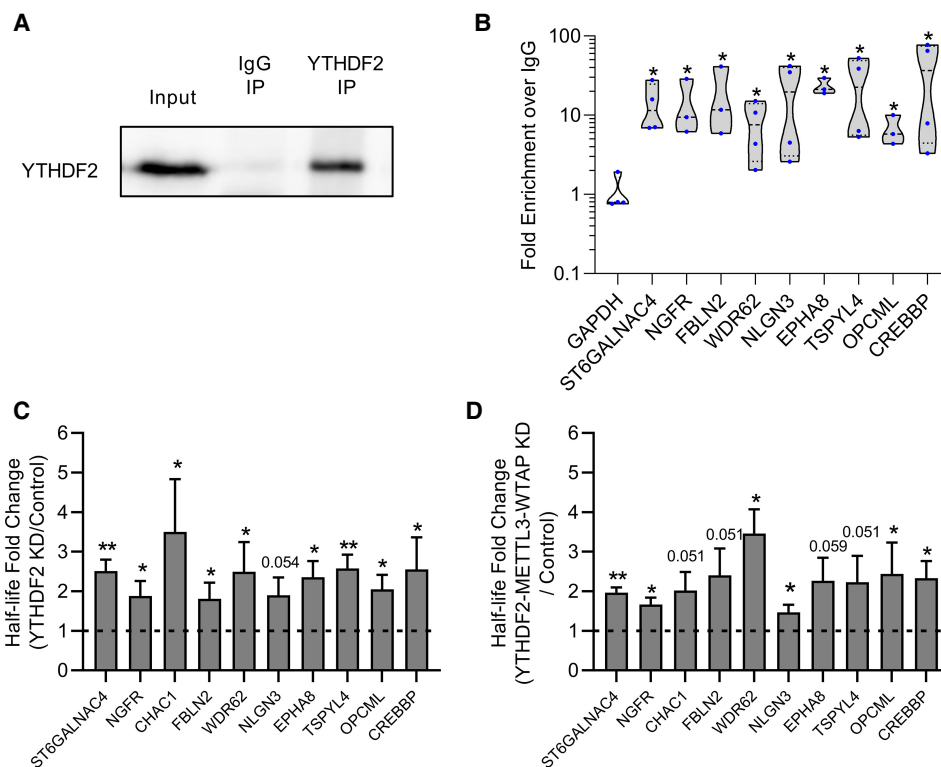 A
IgG
IP
YTHDF2
IP
Input
YTHDF2
B
Fold Enrichment over IgG
100
10
1
0.1
* * * * * * * * *
GAPDH
ST6GALNAC4
NGFR
FBLN2
WDR62
NLGN3
EPHA8
TSPYL4
OPCML
CREBBP
C
Half-life Fold Change
(YTHDF2 KD/Control)
6
5
4
3
2
1
0
** * * * * 0.054 * ** * *
ST6GALNAC4
NGFR
CHAC1
FBLN2
WDR62
NLGN3
EPHA8
TSPYL4
OPCML
CREBBP
D
Half-life Fold Change
(YTHDF2-METTL3-WTAP KD
/ Control)
6
5
4
3
2
1
0
** * 0.051 0.051 * * 0.059 0.051 * *
ST6GALNAC4
NGFR
CHAC1
FBLN2
WDR62
NLGN3
EPHA8
TSPYL4
OPCML
CREBBP